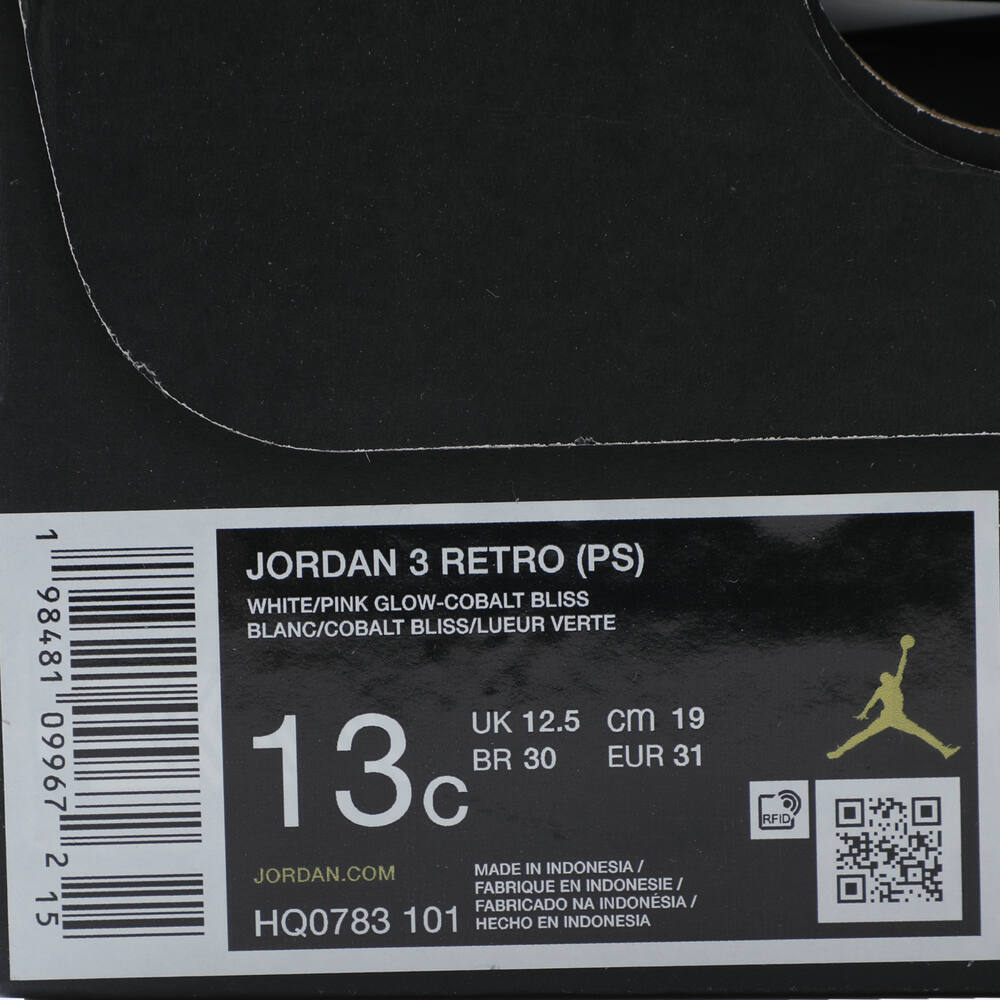 JORDAN 3 RETRO (PS)
WHITE/PINK GLOW-COBALT BLISS
BLANC/COBALT BLISS/LUEUR VERTE
13C
UK 12.5 cm 19
BR 30 EUR 31
RFID
JORDAN.COM
HQ0783 101
MADE IN INDONESIA /
FABRIQUE EN INDONESIE /
FABRICADO NA INDONÉSIA /
HECHO EN INDONESIA
1 98481 09967 2 15